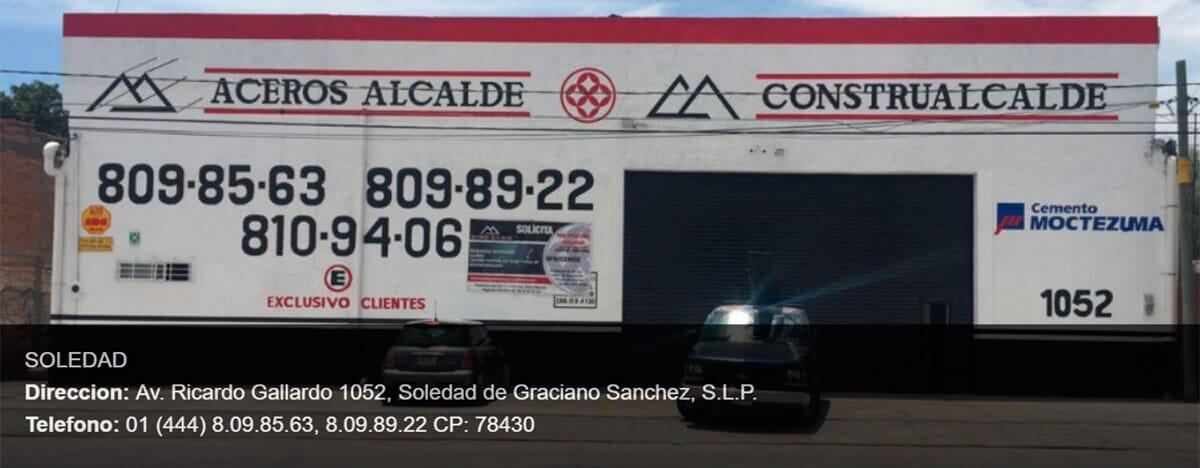 ACEROS ALCALDE
CONSTRUALCALDE
809·85·63 809·89·22
810·94·06
SOLICITA
E
EXCLUSIVO CLIENTES
Cemento
MOCTEZUMA
1052
SOLEDAD
Direccion: Av. Ricardo Gallardo 1052, Soledad de Graciano Sanchez, S.L.P.
Telefono: 01 (444) 8.09.85.63, 8.09.89.22 CP: 78430